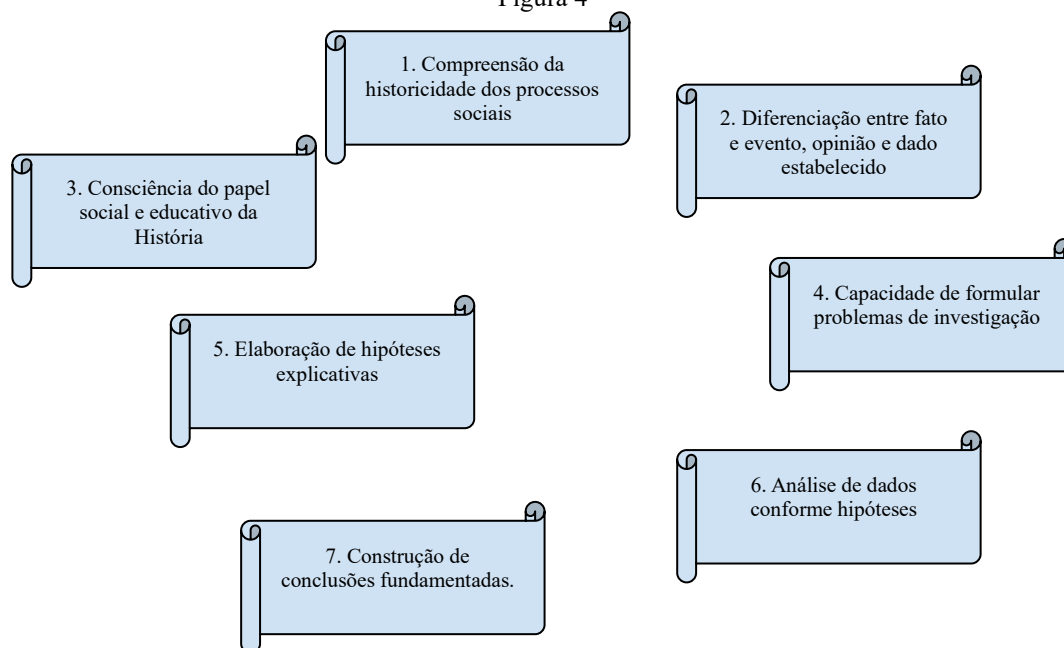 Figura 4
1. Compreensão da
historicidade dos processos
sociais
2. Diferenciação entre fato
e evento, opinião e dado
estabelecido
3. Consciência do papel
social e educativo da
História
4. Capacidade de formular
problemas de investigação
5. Elaboração de hipóteses
explicativas
6. Análise de dados
conforme hipóteses
7. Construção de
conclusões fundamentadas.